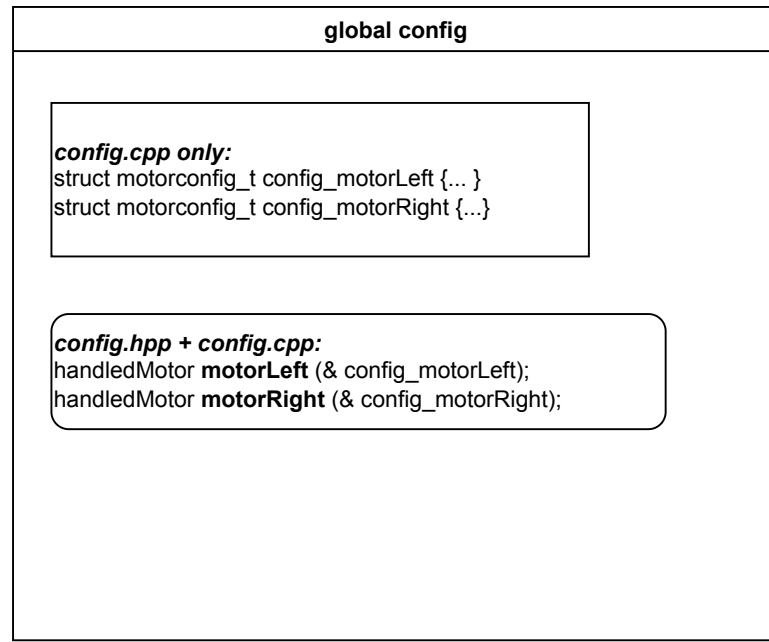 global config
config.cpp only:
struct motorconfig_t config_motorLeft {... }
struct motorconfig_t config_motorRight {...}
config.hpp + config.cpp:
handledMotor motorLeft (& config_motorLeft);
handledMotor motorRight (& config_motorRight);